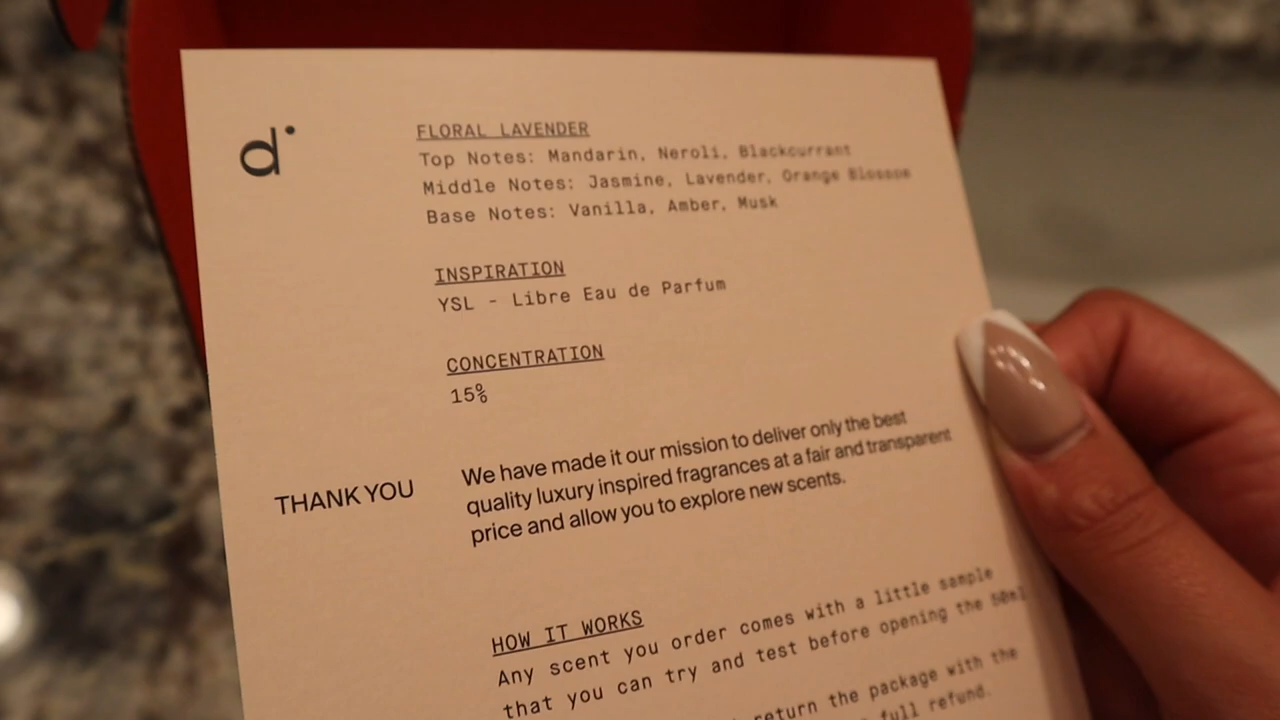 d·
FLORAL LAVENDER
Top Notes: Mandarin, Neroli, Blackcurrant
Middle Notes: Jasmine, Lavender, Orange Blossom
Base Notes: Vanilla, Amber, Musk
INSPIRATION
YSL - Libre Eau de Parfum
CONCENTRATION
15%
THANK YOU
We have made it our mission to deliver only the best
quality luxury inspired fragrances at a fair and transparent
price and allow you to explore new scents.
HOW IT WORKS
Any scent you order comes with a little sample
that you can try and test before opening the 50ml
return the package with the
full refund.